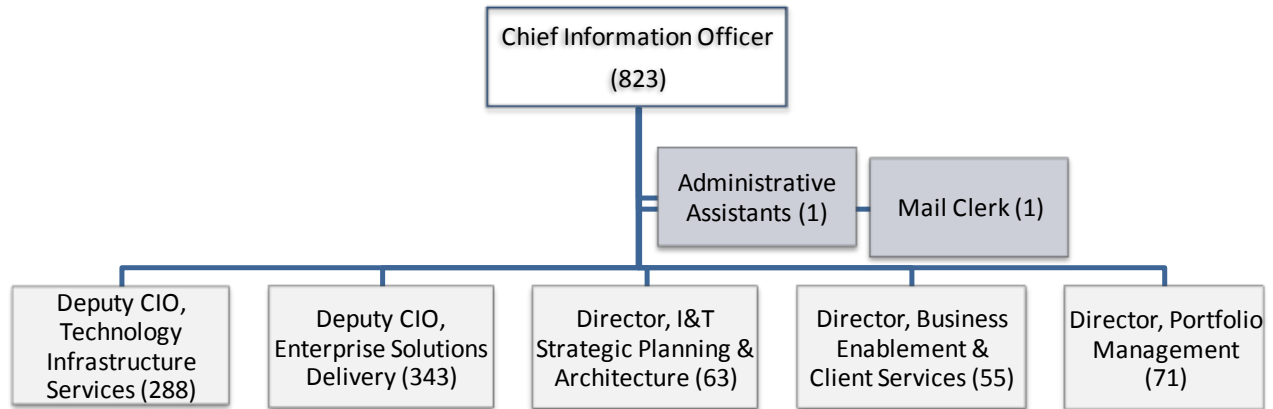 Chief Information Officer
(823)
Administrative
Assistants (1)
Mail Clerk (1)
Deputy CIO,
Technology
Infrastructure
Services (288)
Deputy CIO,
Enterprise Solutions
Delivery (343)
Director, I&T
Strategic Planning &
Architecture (63)
Director, Business
Enablement &
Client Services (55)
Director, Portfolio
Management
(71)